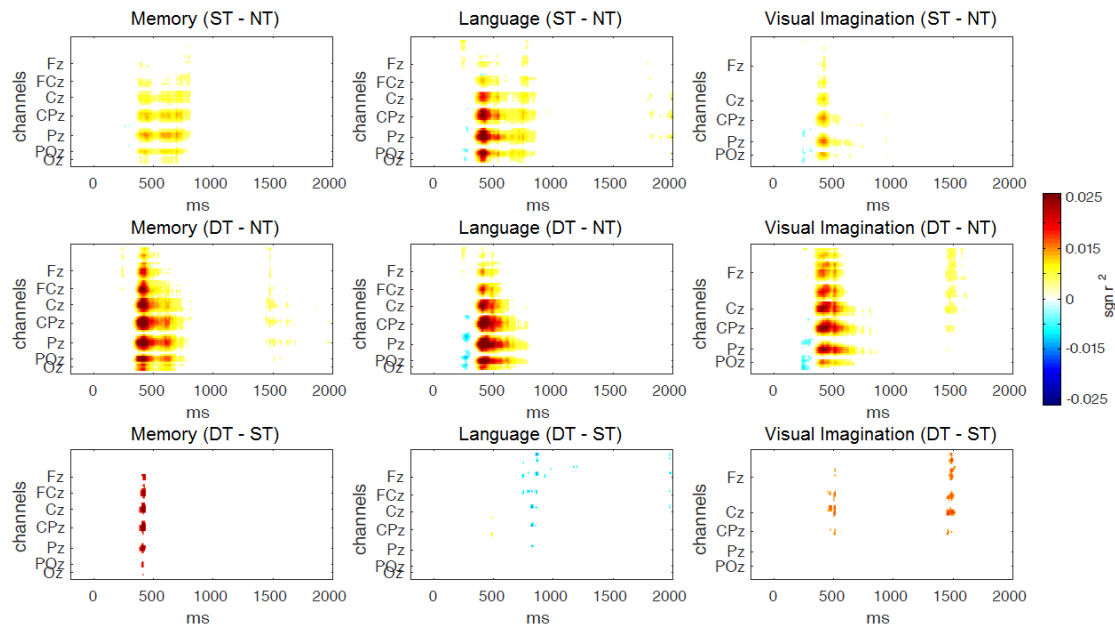 Memory (ST - NT)
channels
Fz
FCz
Cz
CPz
Pz
POz
Oz
0 500 1000 1500 2000
ms
Language (ST - NT)
channels
Fz
FCz
Cz
CPz
Pz
POz
Oz
0 500 1000 1500 2000
ms
Visual Imagination (ST - NT)
channels
Fz
Cz
CPz
Pz
POz
0 500 1000 1500 2000
ms
Memory (DT - NT)
channels
Fz
FCz
Cz
CPz
Pz
POz
Oz
0 500 1000 1500 2000
ms
Language (DT - NT)
channels
Fz
FCz
Cz
CPz
Pz
POz
Oz
0 500 1000 1500 2000
ms
Visual Imagination (DT - NT)
channels
Fz
Cz
CPz
Pz
POz
0 500 1000 1500 2000
ms
0.025
0.015
0
-0.015
-0.025
sgn r 2
Memory (DT - ST)
channels
Fz
FCz
Cz
CPz
Pz
POz
Oz
0 500 1000 1500 2000
ms
Language (DT - ST)
channels
Fz
FCz
Cz
CPz
Pz
POz
Oz
0 500 1000 1500 2000
ms
Visual Imagination (DT - ST)
channels
Fz
Cz
CPz
Pz
POz
0 500 1000 1500 2000
ms